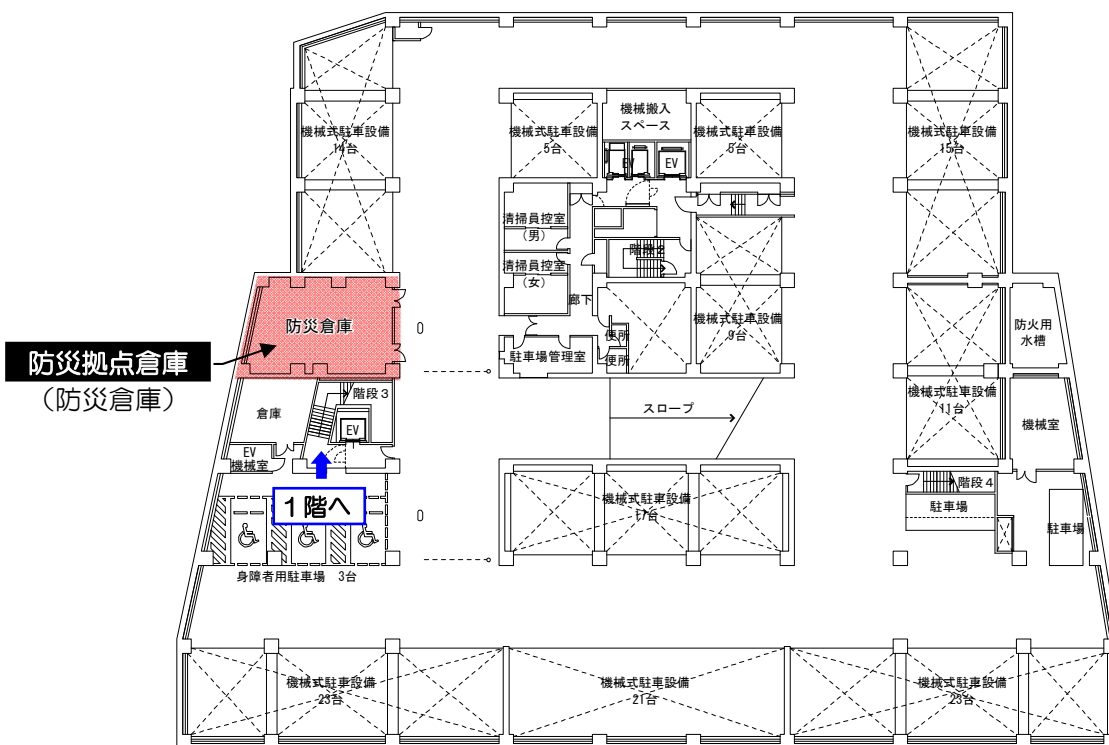 機械搬入
スペース
機械式駐車設備
14台
機械式駐車設備
5台
機械式駐車設備
5台
機械式駐車設備
15台
EV
EV
清掃員控室
（男）
階段2
清掃員控室
（女）
廊下
防災倉庫
機械式駐車設備
9台
防火用
水槽
便所
駐車場管理室
便所
防災拠点倉庫
（防災倉庫）
階段3
倉庫
スロープ
機械式駐車設備
11台
機械室
EV
EV
機械室
1階へ
機械式駐車設備
17台
階段4
駐車場
駐車場
身障者用駐車場 3台
機械式駐車設備
23台
機械式駐車設備
21台
機械式駐車設備
23台